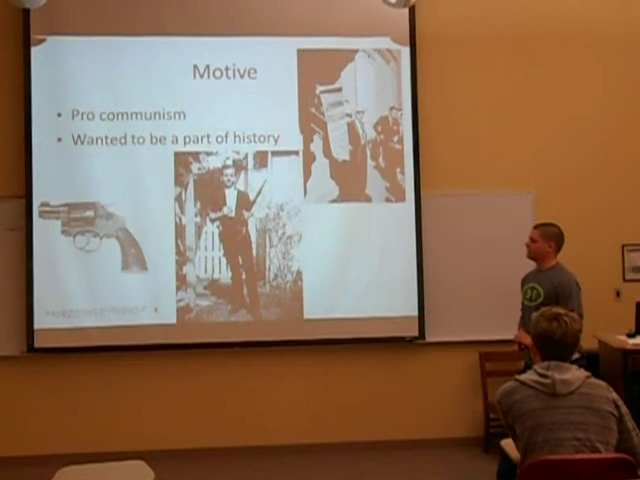 Motive
• Pro communism
• Wanted to be a part of history